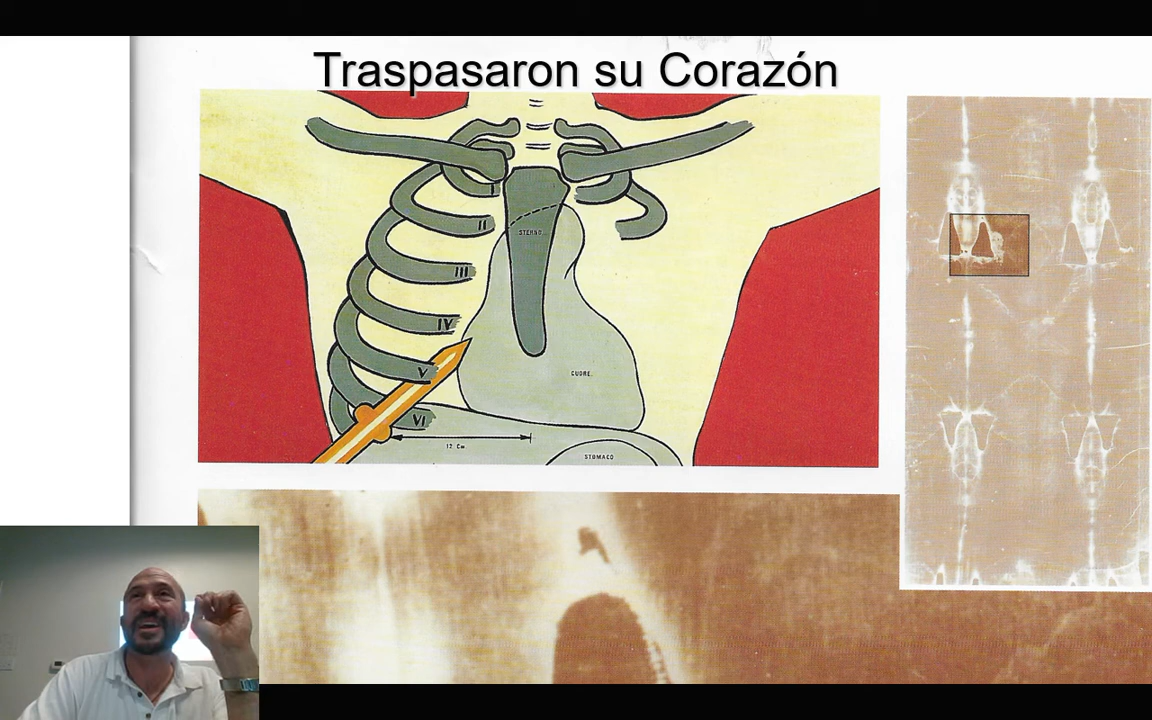 Traspasaron su Corazón
I
II
STERNO
III
IV
V
CUORE
VI
12 Cm
STOMACO